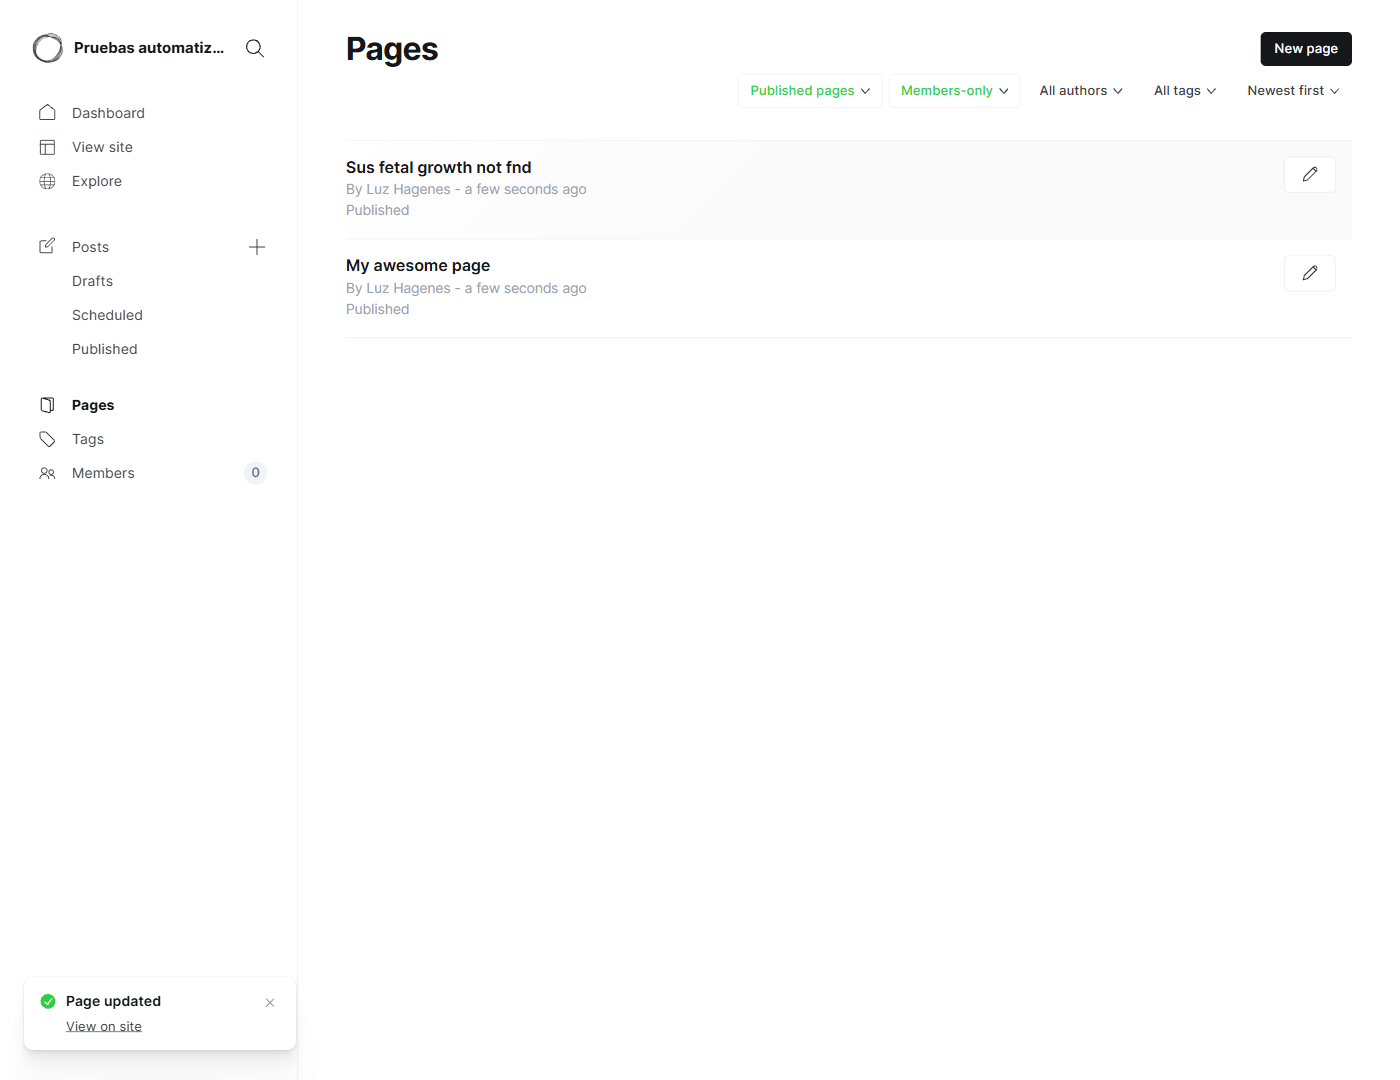 Pruebas automatiz...
Dashboard
View site
Explore
Posts
Drafts
Scheduled
Published
Pages
Tags
Members 0
Page updated
View on site
Pages
New page
Published pages Members-only All authors All tags Newest first
Sus fetal growth not fnd
By Luz Hagenes - a few seconds ago
Published
My awesome page
By Luz Hagenes - a few seconds ago
Published